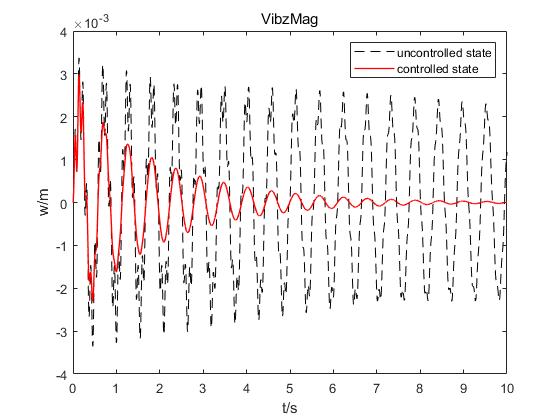 VibzMag
×10⁻³
4
3
2
1
0
-1
-2
-3
-4
w/m
uncontrolled state
controlled state
0 1 2 3 4 5 6 7 8 9 10
t/s